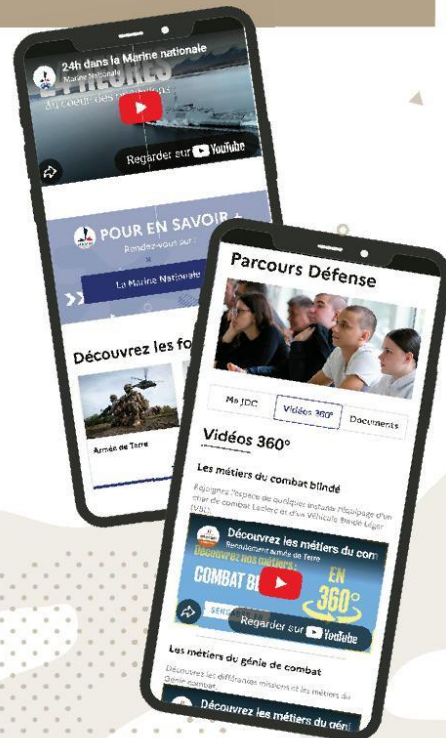 24h dans la Marine nationale
Marine Nationale
HEURES
au coeur des opérations
Regarder sur YouTube
POUR EN SAVOIR +
Rendez-vous sur :
La Marine Nationale
Découvrez les fo
Armée de Terre
Parcours Défense
Ma JDC
Vidéos 360°
Documents
Vidéos 360°
Les métiers du combat blindé
Rejoignez l'espace de quelques instants l'équipage d'un
char de combat Leclerc et d'un Véhicule Blindé Léger
(VBL).
Découvrez les métiers du com
Recrutement armée de Terre
Découvrez nos métiers :
COMBAT BL
EN
360°
Regarder sur YouTube
Les métiers du génie de combat
Découvrez les différentes missions et les métiers du
Génie combat.
Découvrez les métiers du géni